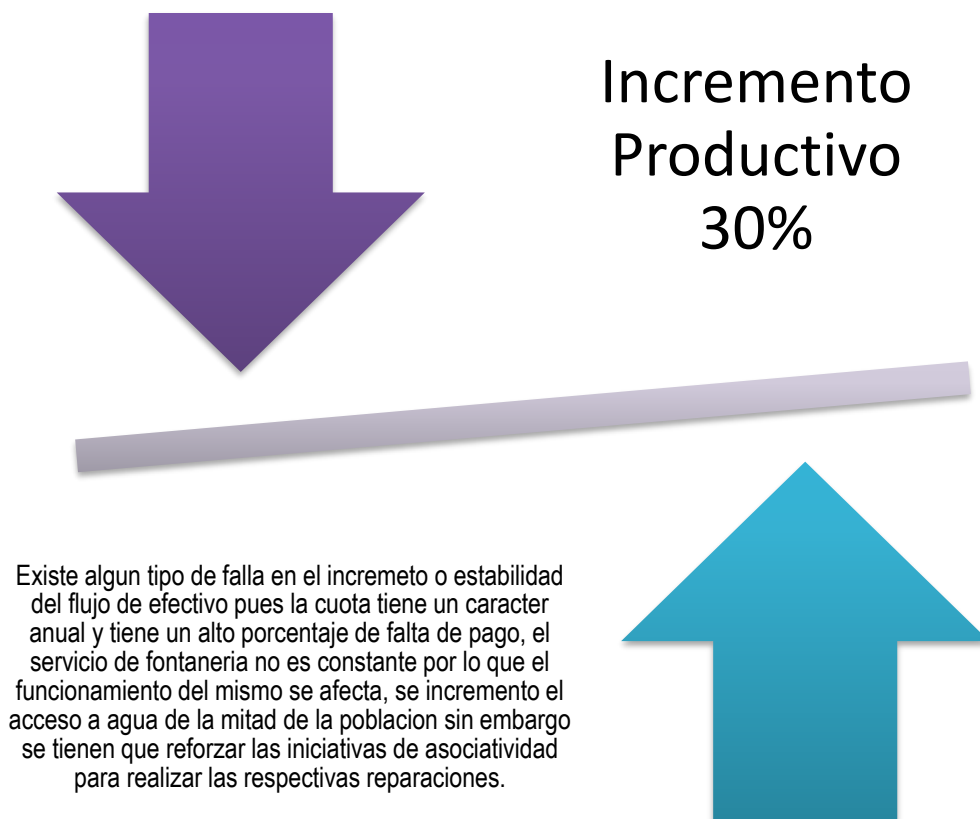 Incremento
Productivo
30%
Existe algun tipo de falla en el incremeto o estabilidad
del flujo de efectivo pues la cuota tiene un caracter
anual y tiene un alto porcentaje de falta de pago, el
servicio de fontaneria no es constante por lo que el
funcionamiento del mismo se afecta, se incremento el
acceso a agua de la mitad de la poblacion sin embargo
se tienen que reforzar las iniciativas de asociatividad
para realizar las respectivas reparaciones.